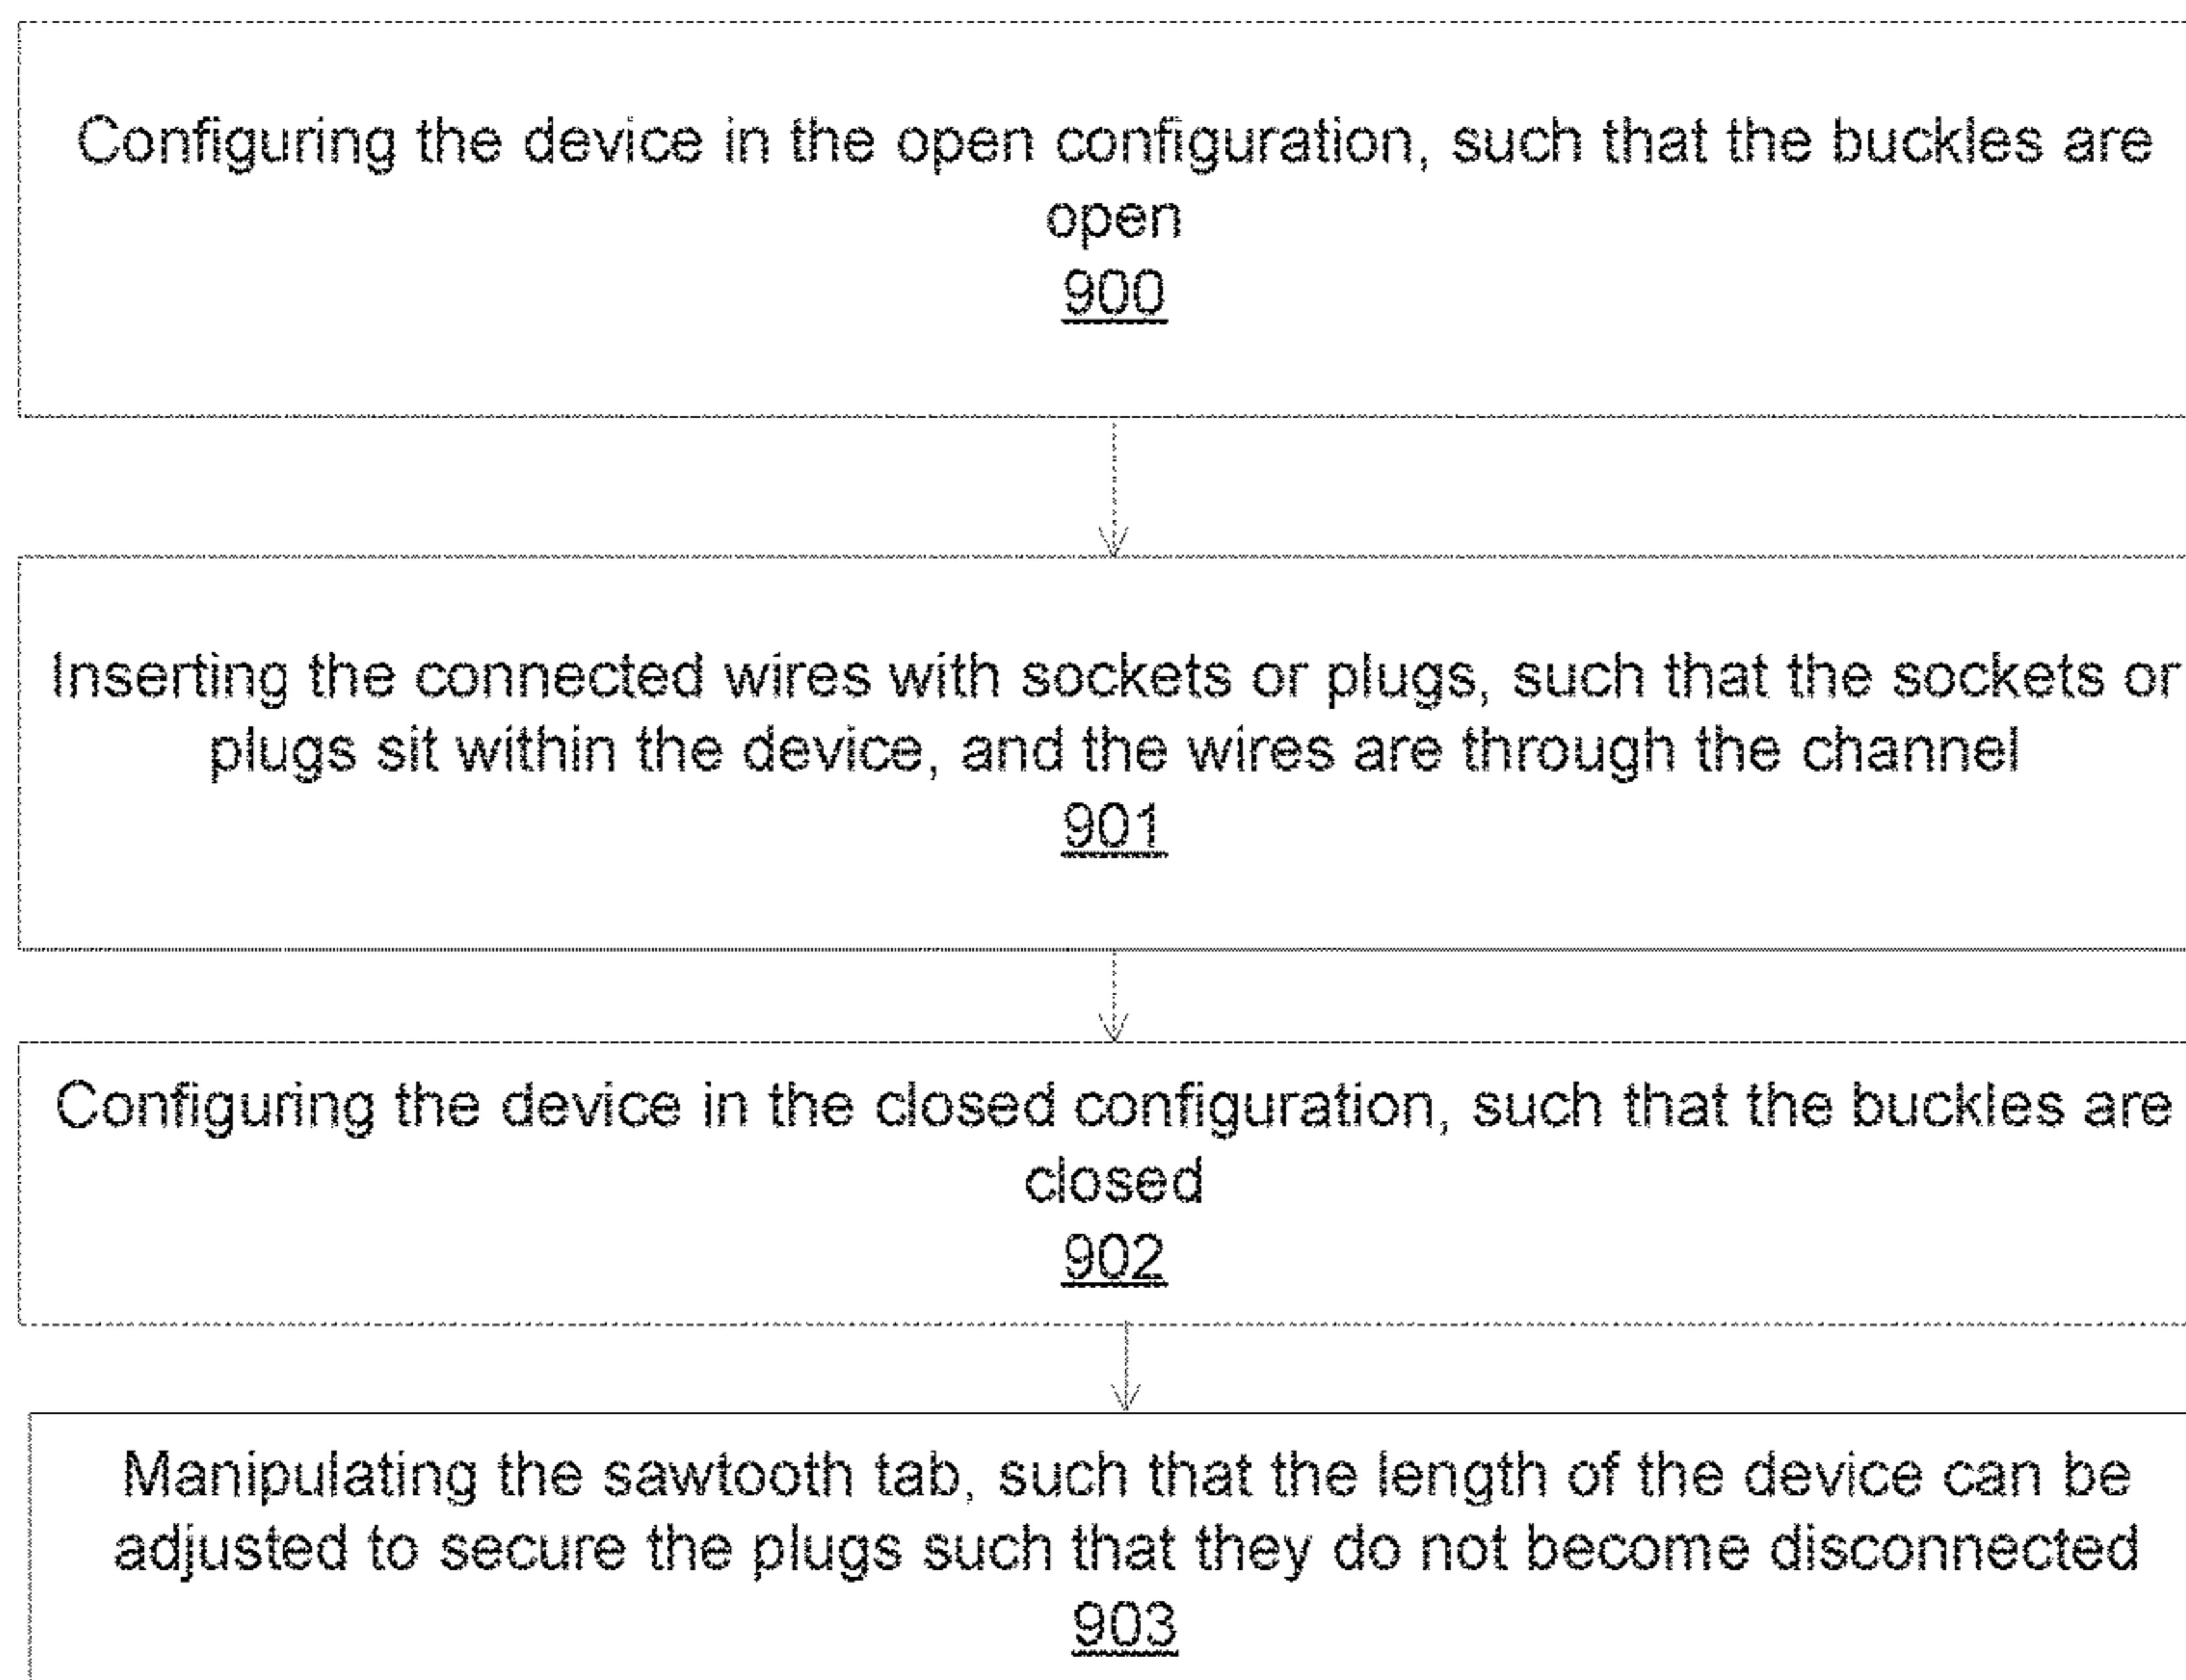 Configuring the device in the open configuration, such that the buckles are
open
900
Inserting the connected wires with sockets or plugs, such that the sockets or
plugs sit within the device, and the wires are through the channel
901
Configuring the device in the closed configuration, such that the buckles are
closed
902
Manipulating the sawtooth tab, such that the length of the device can be
adjusted to secure the plugs such that they do not become disconnected
903